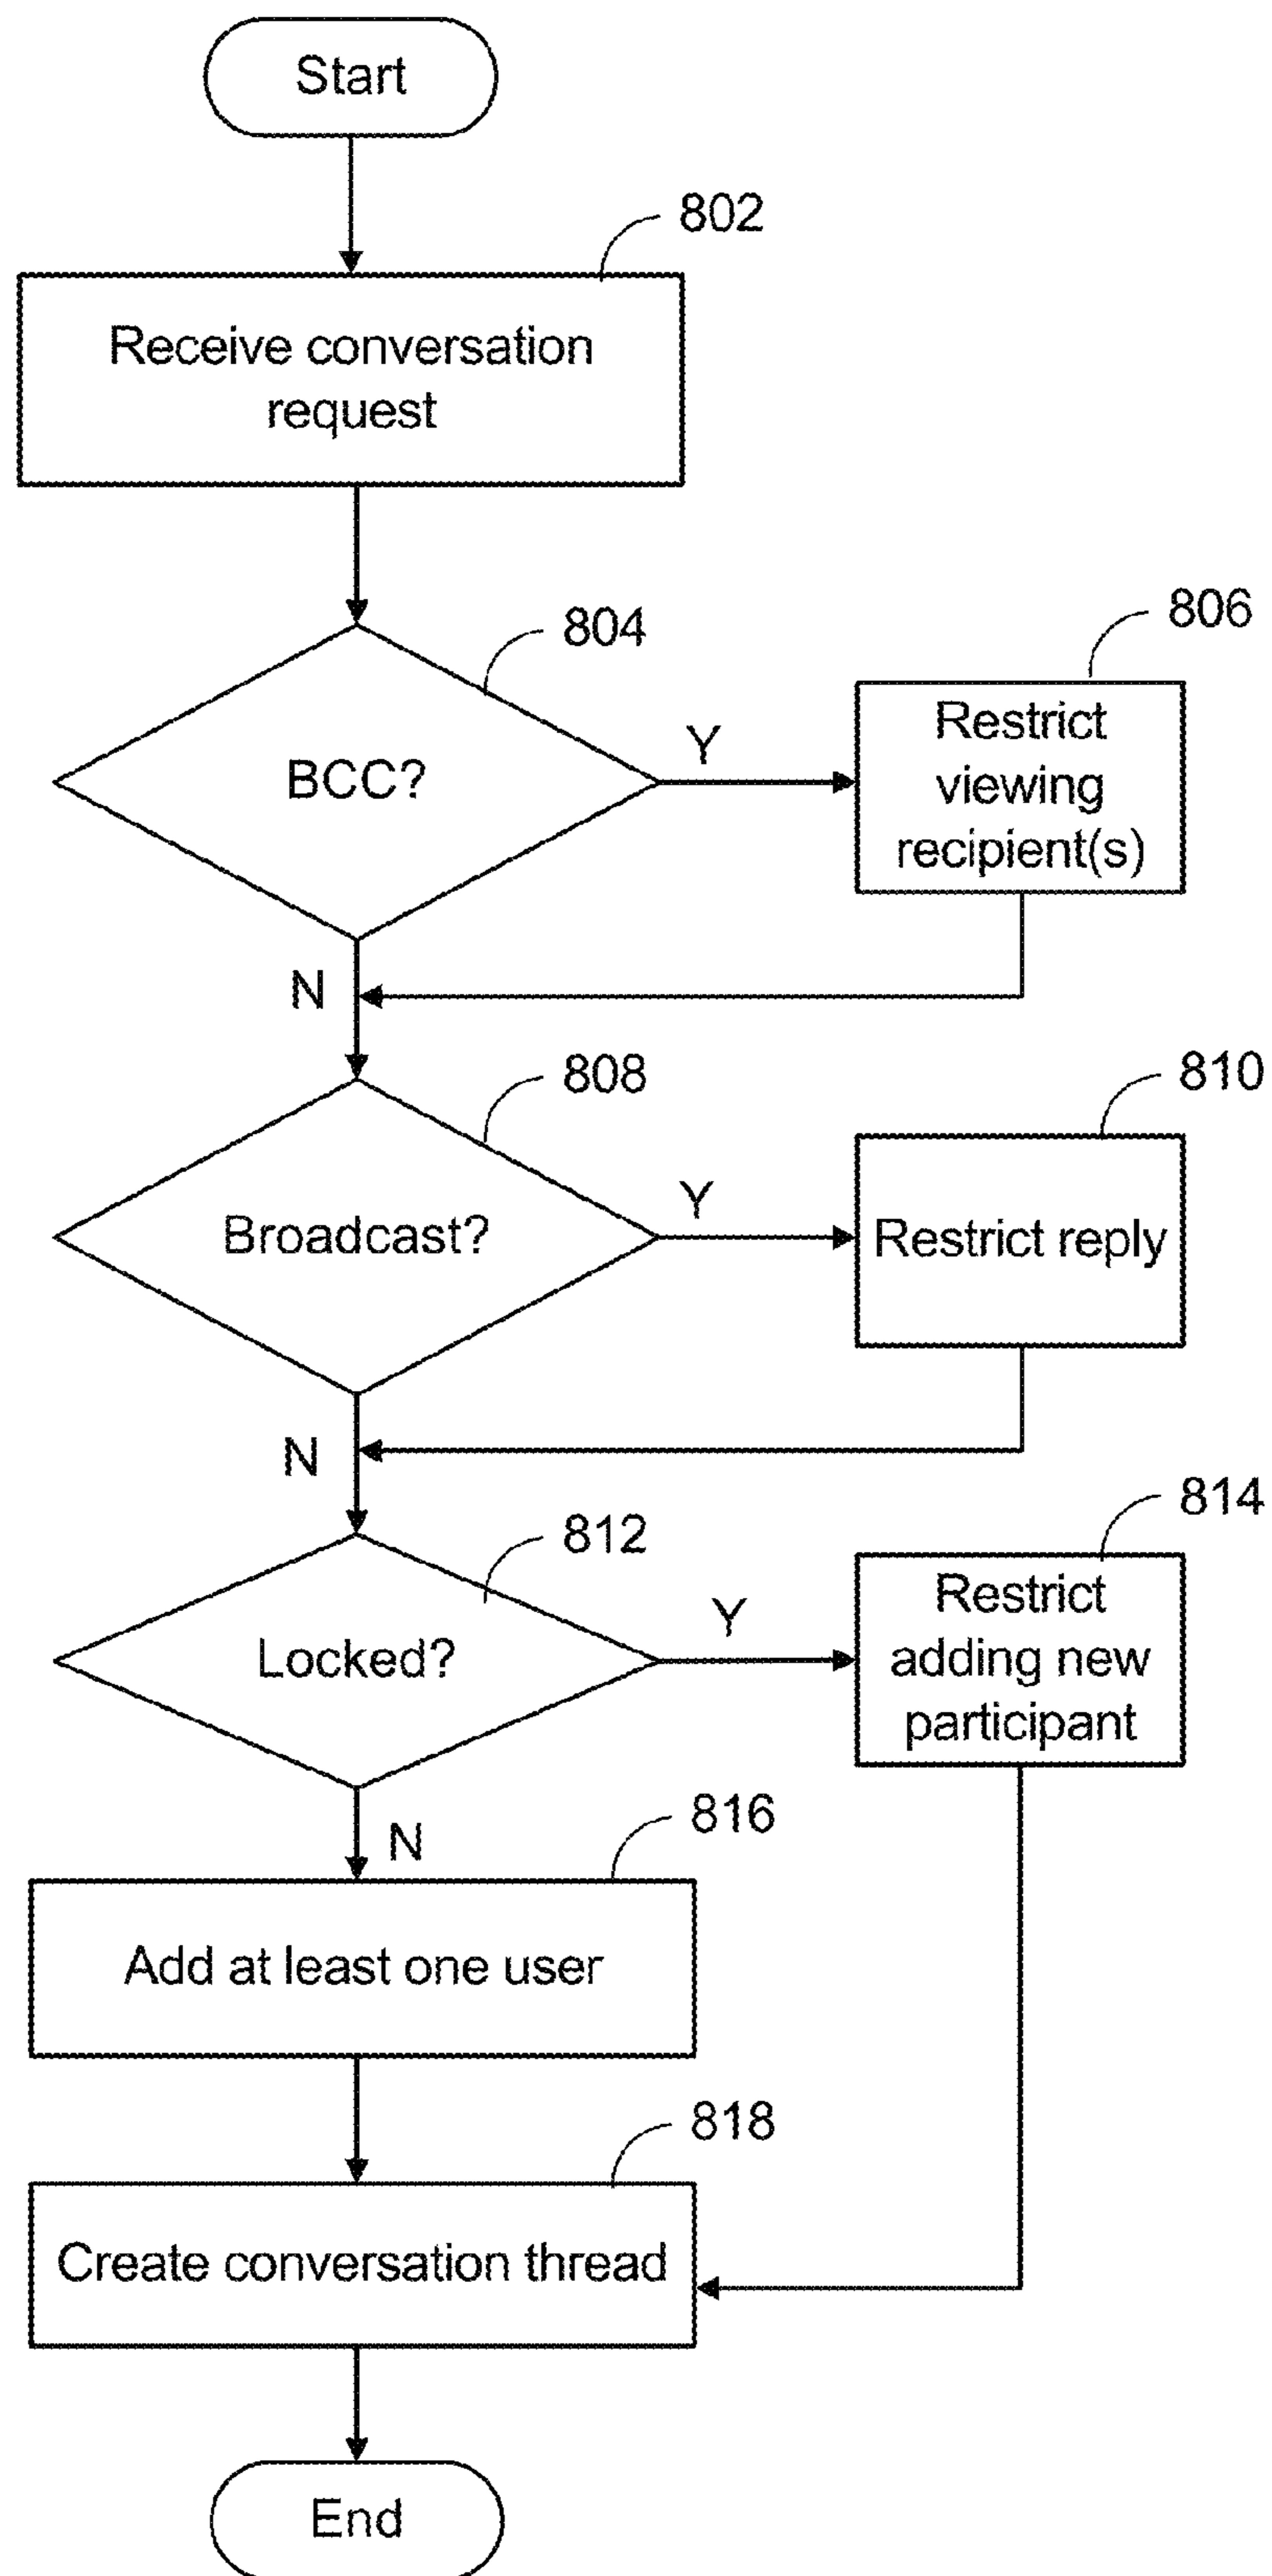 Start
802
Receive conversation
request
804
806
BCC?
Y
Restrict
viewing
recipient(s)
N
808
810
Broadcast?
Y
Restrict reply
N
812
814
Locked?
Y
Restrict
adding new
participant
N
816
Add at least one user
818
Create conversation thread
End